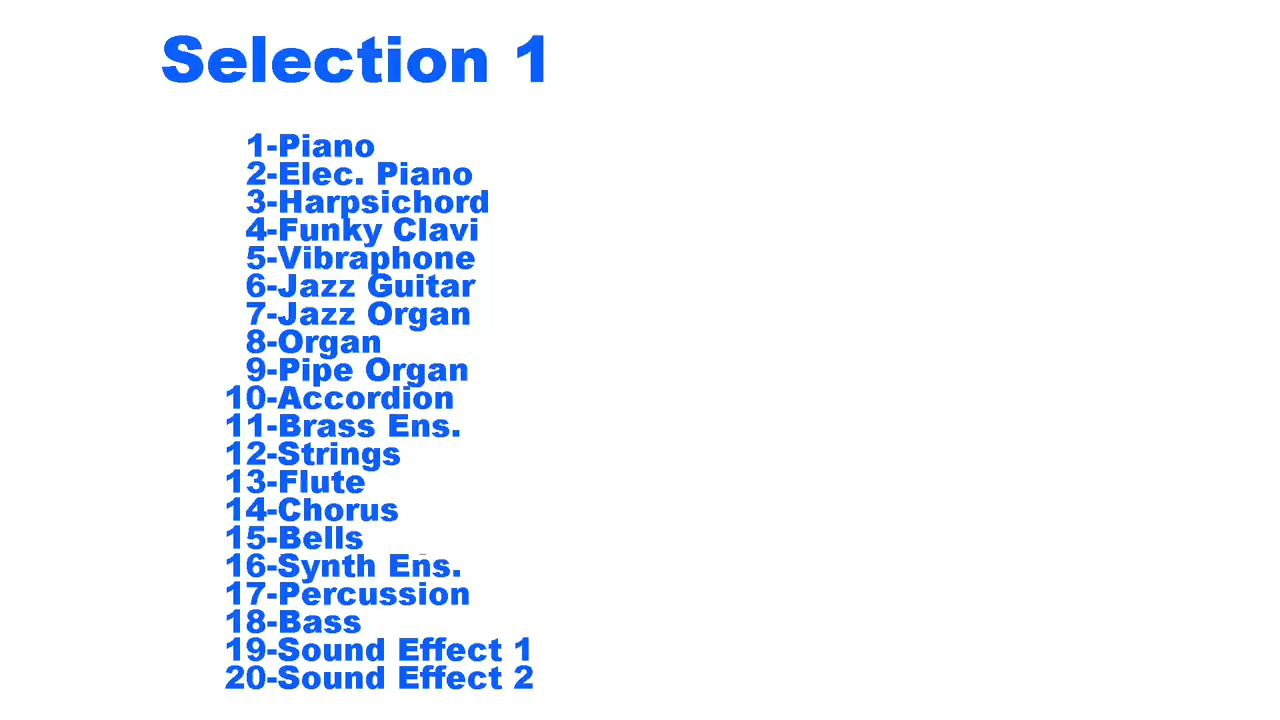 Selection 1
1-Piano
2-Elec. Piano
3-Harpsichord
4-Funky Clavi
5-Vibraphone
6-Jazz Guitar
7-Jazz Organ
8-Organ
9-Pipe Organ
10-Accordion
11-Brass Ens.
12-Strings
13-Flute
14-Chorus
15-Bells
16-Synth Ens.
17-Percussion
18-Bass
19-Sound Effect 1
20-Sound Effect 2